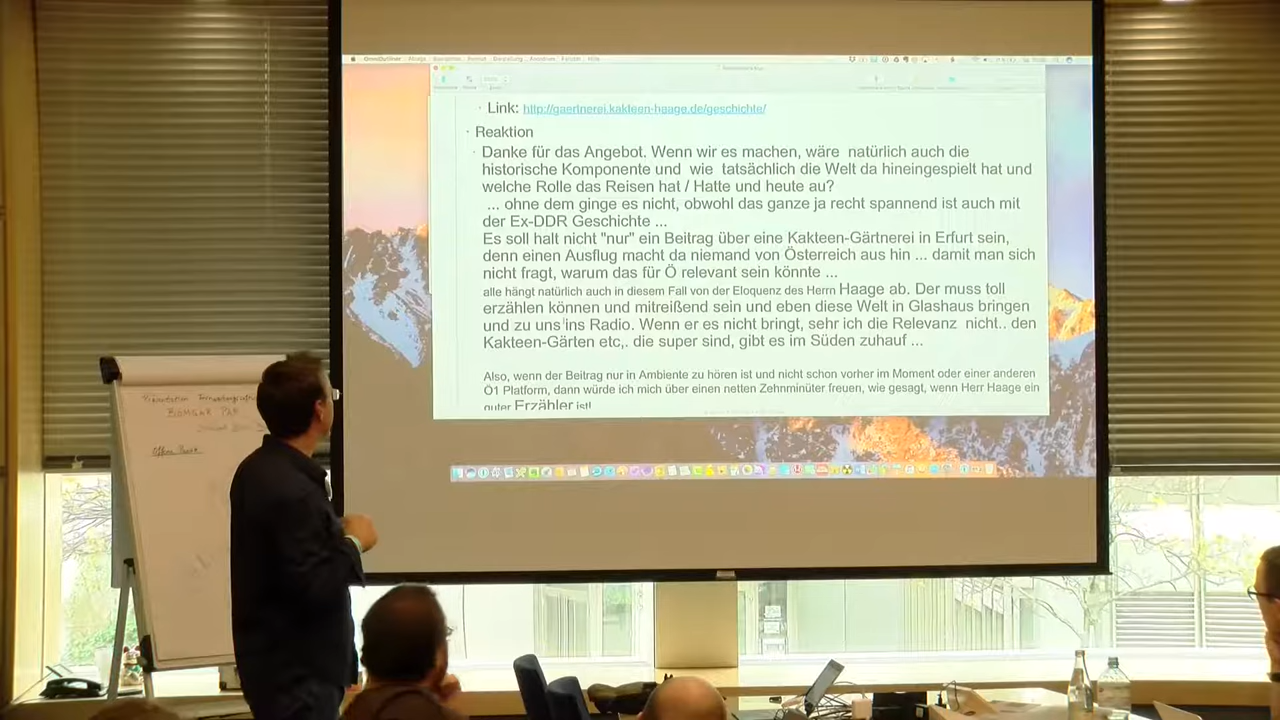 OmniOutliner Ablage Bearbeiten Format Darstellung Anordnen Fenster Hilfe
Link: http://gaertnerei.kakteen-haage.de/geschichte/
Reaktion
Danke für das Angebot. Wenn wir es machen, wäre natürlich auch die
historische Komponente und wie tatsächlich die Welt da hineingespielt hat und
welche Rolle das Reisen hat / Hatte und heute au?
... ohne dem ginge es nicht, obwohl das ganze ja recht spannend ist auch mit
der Ex-DDR Geschichte ...
Es soll halt nicht "nur" ein Beitrag über eine Kakteen-Gärtnerei in Erfurt sein,
denn einen Ausflug macht da niemand von Österreich aus hin ... damit man sich
nicht fragt, warum das für Ö relevant sein könnte ...
alle hängt natürlich auch in diesem Fall von der Eloquenz des Herrn Haage ab. Der muss toll
erzählen können und mitreißend sein und eben diese Welt in Glashaus bringen
und zu uns ins Radio. Wenn er es nicht bringt, sehr ich die Relevanz nicht.. den
Kakteen-Gärten etc,. die super sind, gibt es im Süden zuhauf ...
Also, wenn der Beitrag nur in Ambiente zu hören ist und nicht schon vorher im Moment oder einer anderen
Ö1 Platform, dann würde ich mich über einen netten Zehnminüter freuen, wie gesagt, wenn Herr Haage ein
guter Erzähler ist!